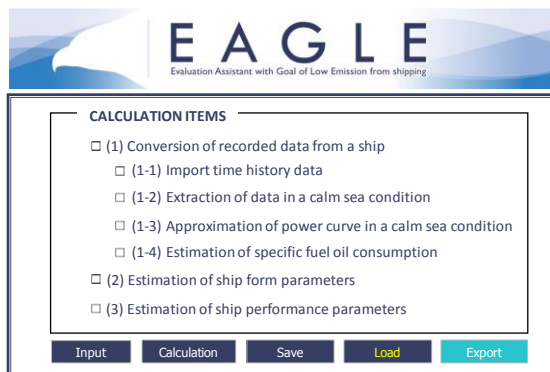 EAGLE
Evaluation Assistant with Goal of Low Emission from shipping
CALCULATION ITEMS
(1) Conversion of recorded data from a ship
(1-1) Import time history data
(1-2) Extraction of data in a calm sea condition
(1-3) Approximation of power curve in a calm sea condition
(1-4) Estimation of specific fuel oil consumption
(2) Estimation of ship form parameters
(3) Estimation of ship performance parameters
Input Calculation Save Load Export